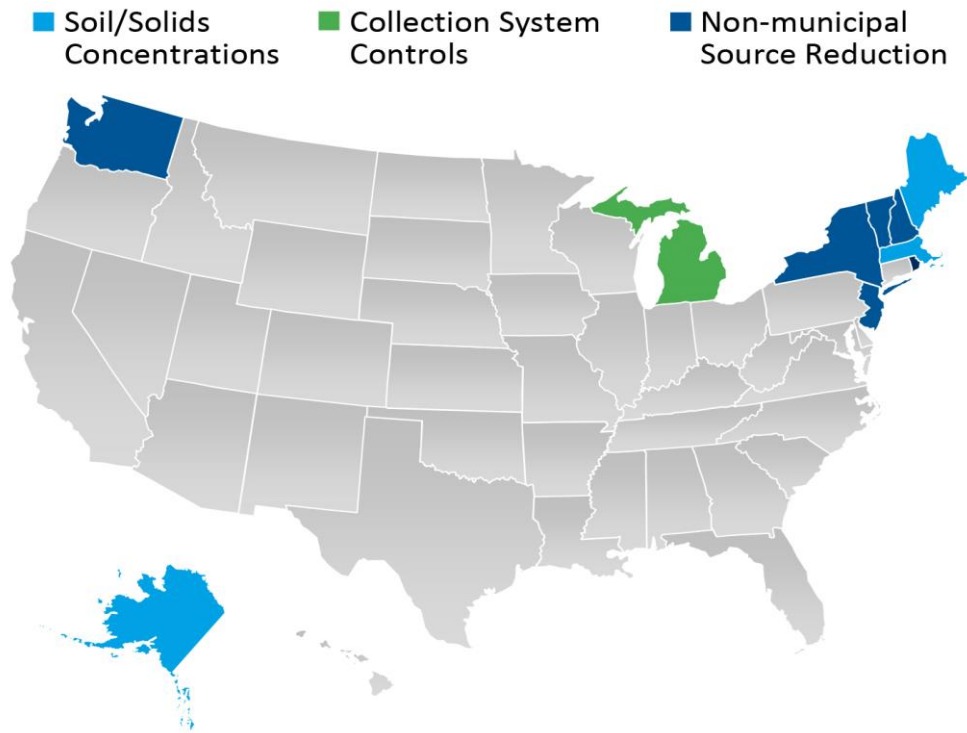 Soil/Solids
Concentrations
Collection System
Controls
Non-municipal
Source Reduction